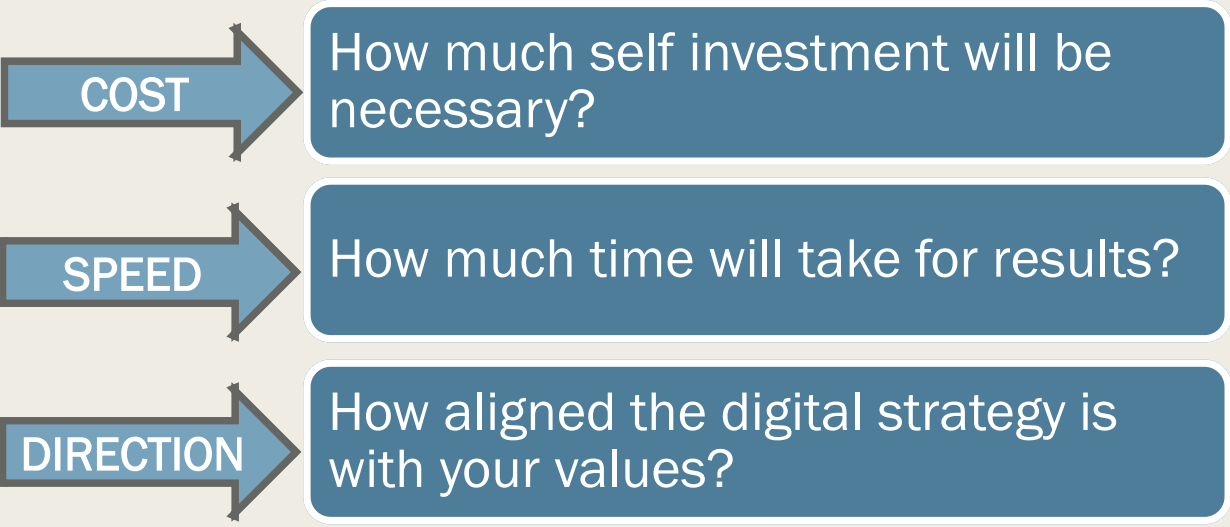 COST
How much self investment will be
necessary?
SPEED
How much time will take for results?
DIRECTION
How aligned the digital strategy is
with your values?